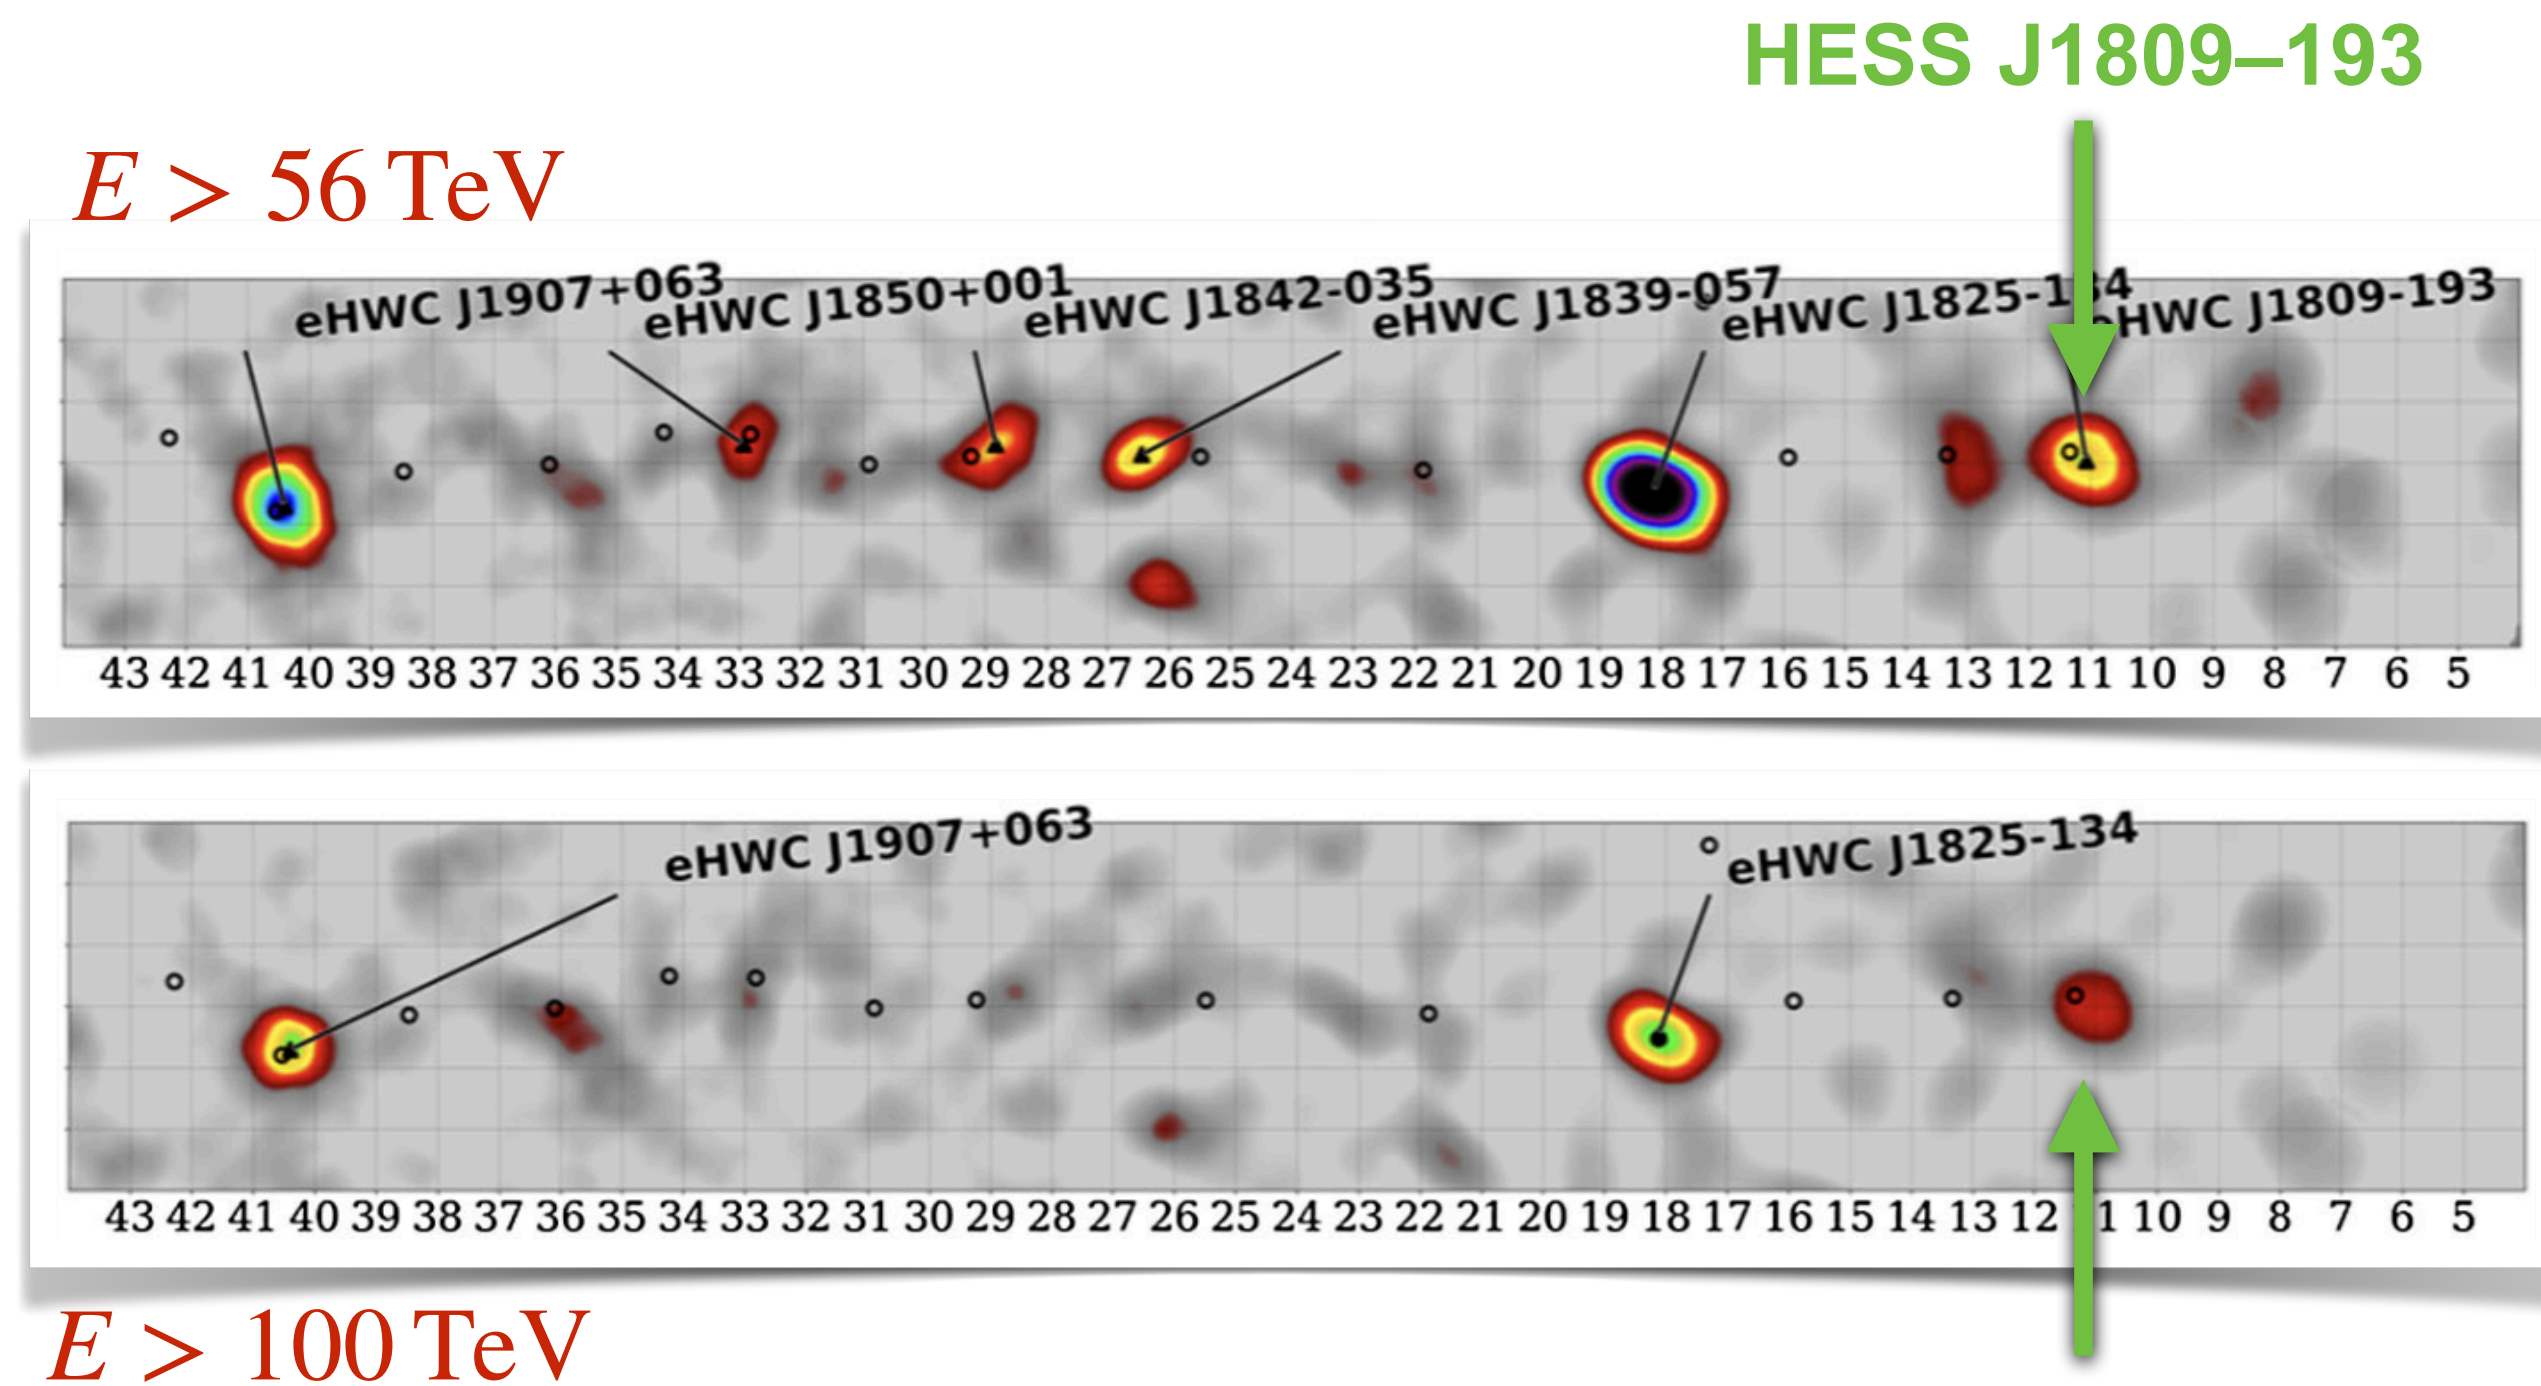 HESS J1809–193
E > 56 TeV
eHWC J1907+063
eHWC J1850+001
eHWC J1842-035
eHWC J1839-057
eHWC J1825-134
eHWC J1809-193
43 42 41 40 39 38 37 36 35 34 33 32 31 30 29 28 27 26 25 24 23 22 21 20 19 18 17 16 15 14 13 12 11 10 9 8 7 6 5
eHWC J1907+063
eHWC J1825-134
43 42 41 40 39 38 37 36 35 34 33 32 31 30 29 28 27 26 25 24 23 22 21 20 19 18 17 16 15 14 13 12 11 10 9 8 7 6 5
E > 100 TeV